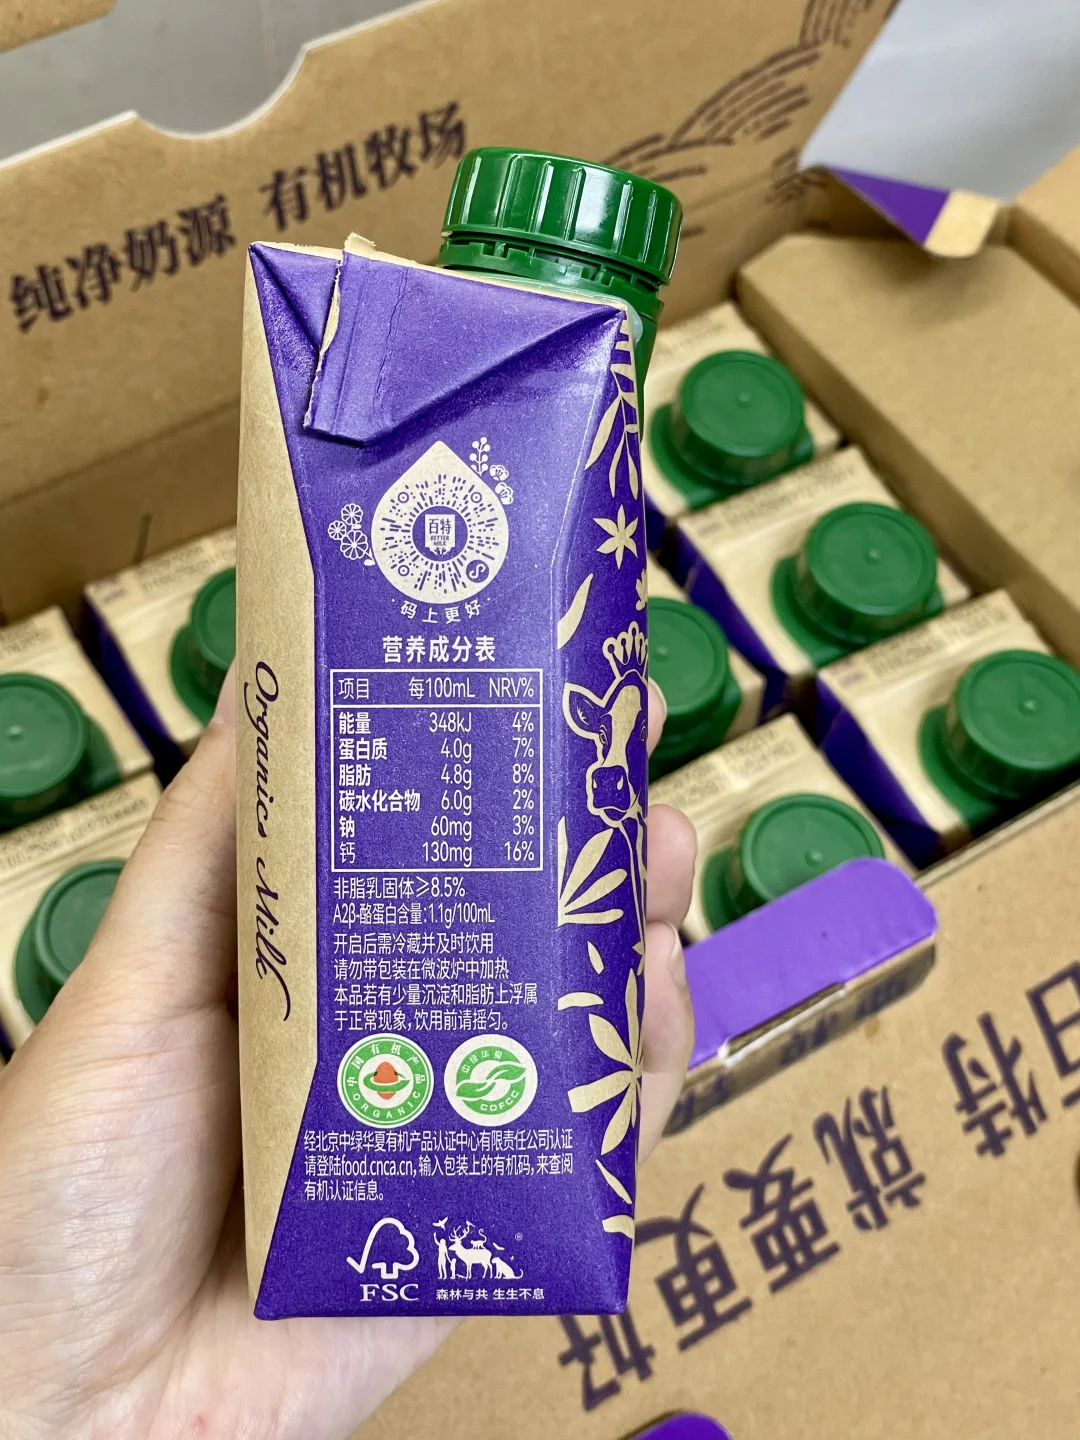 纯净奶源 有机牧场
百特
BETTER MILK
·码上更好·
营养成分表
项目 每100mL NRV%
能量 348kJ 4%
蛋白质 4.0g 7%
脂肪 4.8g 8%
碳水化合物 6.0g 2%
钠 60mg 3%
钙 130mg 16%
非脂乳固体≥8.5%
A2β-酪蛋白含量:1.1g/100mL
开启后需冷藏并及时饮用
请勿带包装在微波炉中加热
本品若有少量沉淀和脂肪上浮属
于正常现象,饮用前请摇匀。
中国有机产品
ORGANIC
中绿华夏
COFCC
经北京中绿华夏有机产品认证中心有限责任公司认证
请登陆food.cnca.cn,输入包装上的有机码,来查阅
有机认证信息。
FSC
®
森林与共 生生不息
Organic Milk
百特
就要更好